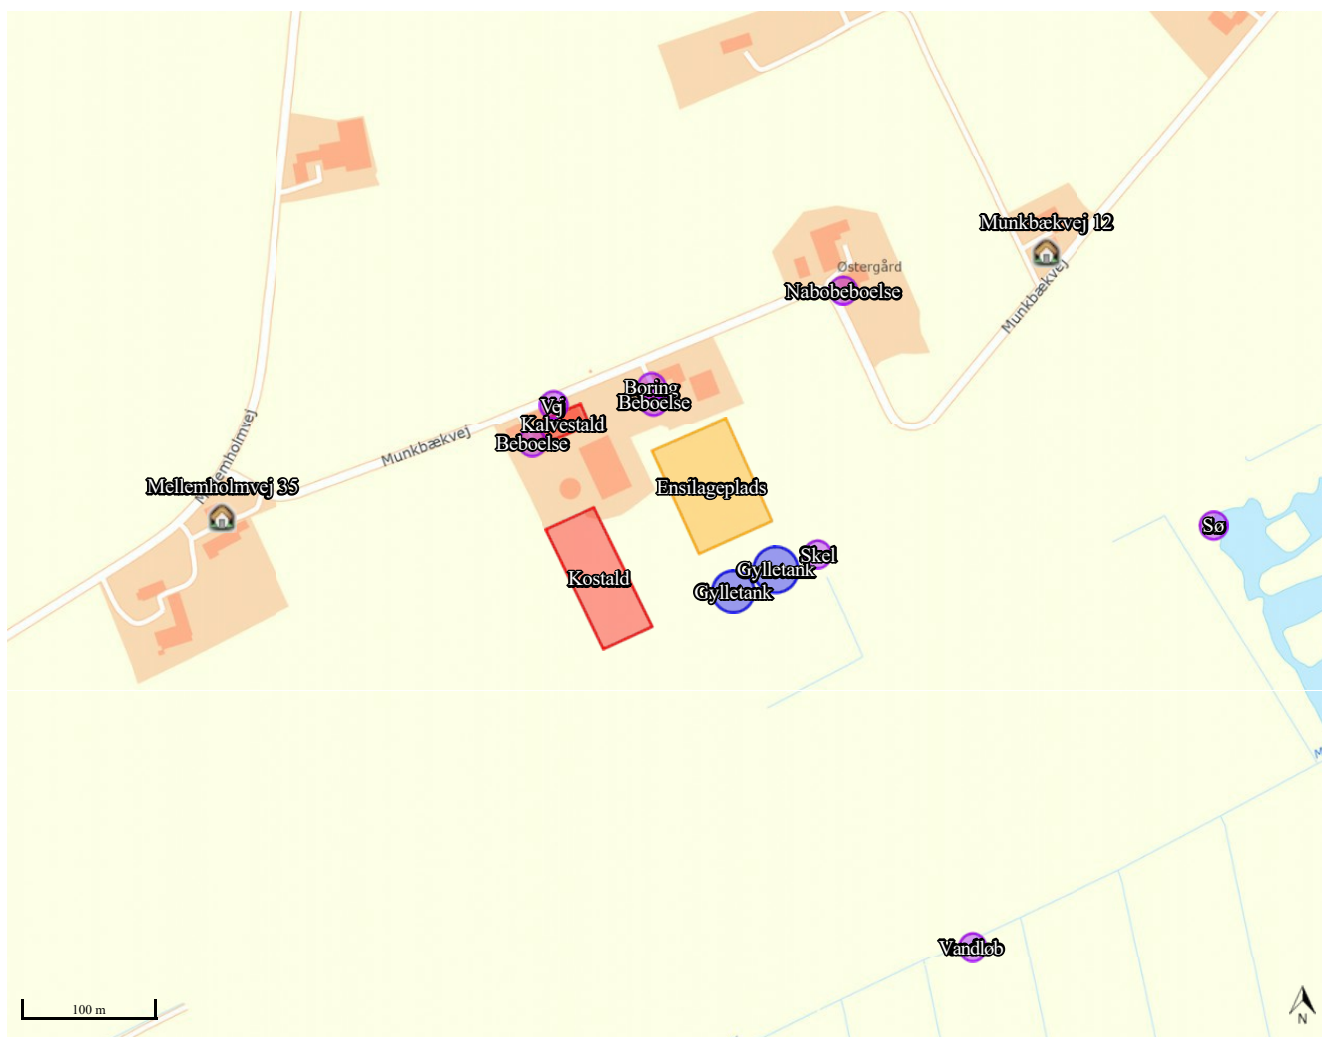 Munkbækvej 12
Østergård
Nabobeboelse
Munkbækvej
Boring
Beboelse
Vej
Kalvestald
Beboelse
Munkbækvej
Mellemholmvej
Mellemholmvej 35
Ensilageplads
Sø
Skel
Gylletank
Kostald
Gylletank
Vandløb
100 m
N